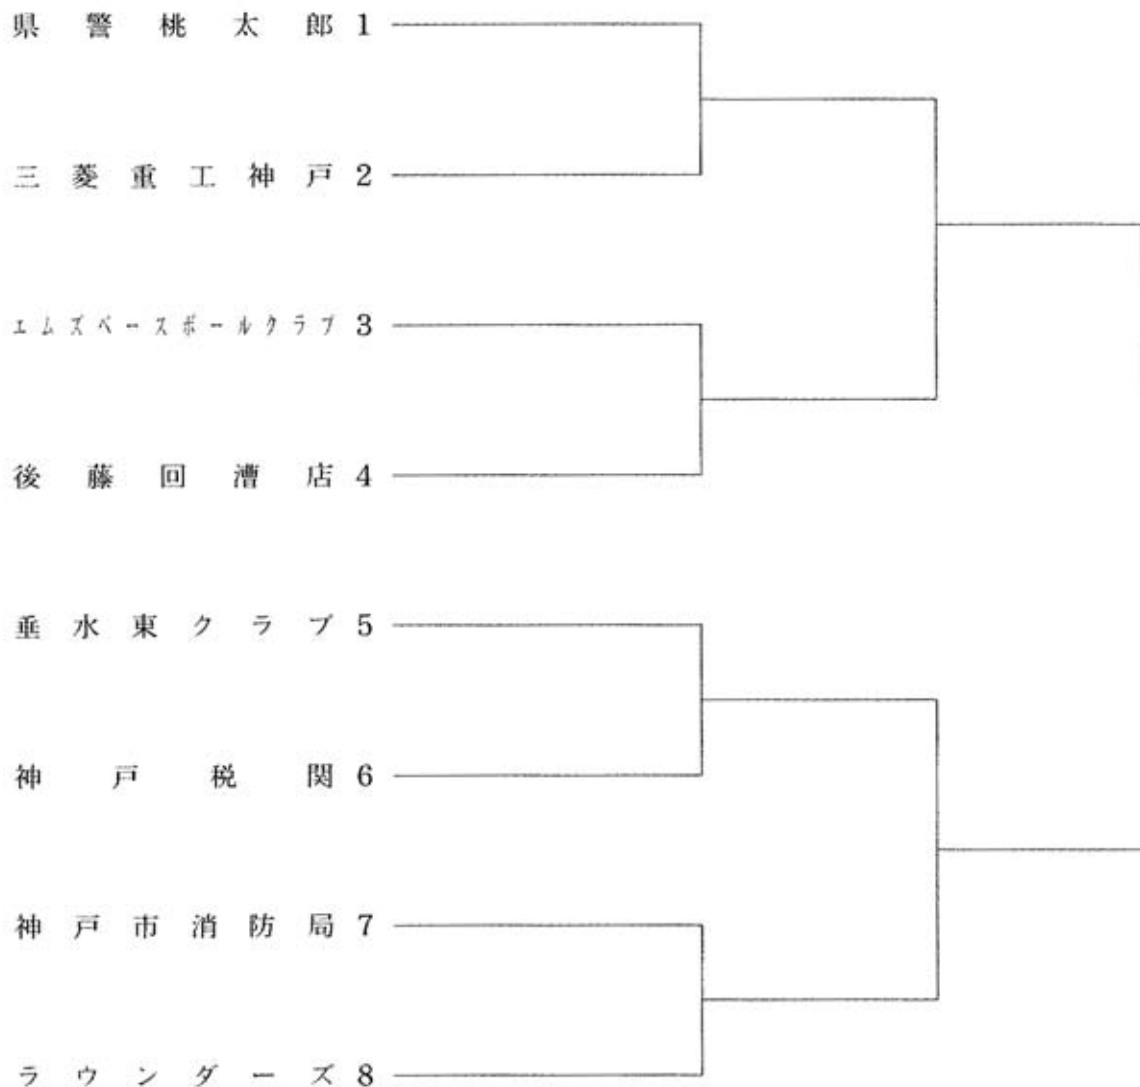 県警桃太郎 1
三菱重工神戸 2
エムズベースボールクラブ 3
後藤回漕店 4
垂水東クラブ 5
神戸税関 6
神戸市消防局 7
ラウンダーズ 8